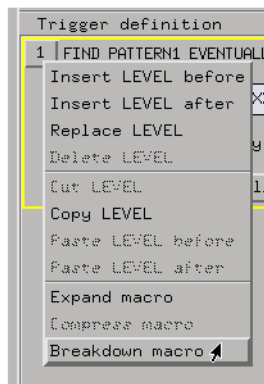 Trigger definition
1 FIND PATTERN1 EVENTUALL
Insert LEVEL before
Insert LEVEL after
Replace LEVEL
Delete LEVEL
Cut LEVEL
Copy LEVEL
Paste LEVEL before
Paste LEVEL after
Expand macro
Compress macro
Breakdown macro